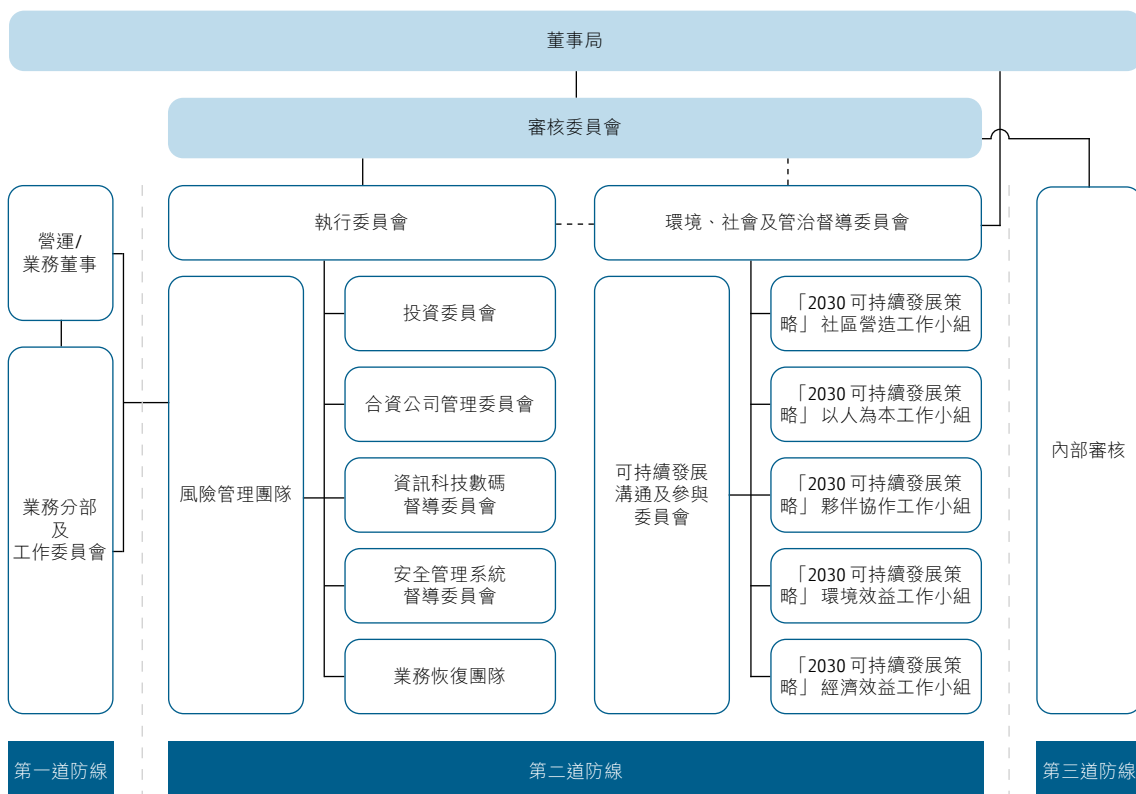 董事局
審核委員會
營運/
業務董事
業務分部
及
工作委員會
執行委員會
風險管理團隊
投資委員會
合資公司管理委員會
資訊科技數碼
督導委員會
安全管理系統
督導委員會
業務恢復團隊
環境、社會及管治督導委員會
可持續發展
溝通及參與
委員會
「2030 可持續發展策
略」 社區營造工作小組
「2030 可持續發展策
略」 以人為本工作小組
「2030 可持續發展策
略」 夥伴協作工作小組
「2030 可持續發展策
略」 環境效益工作小組
「2030 可持續發展策
略」 經濟效益工作小組
內部審核
第一道防線
第二道防線
第三道防線